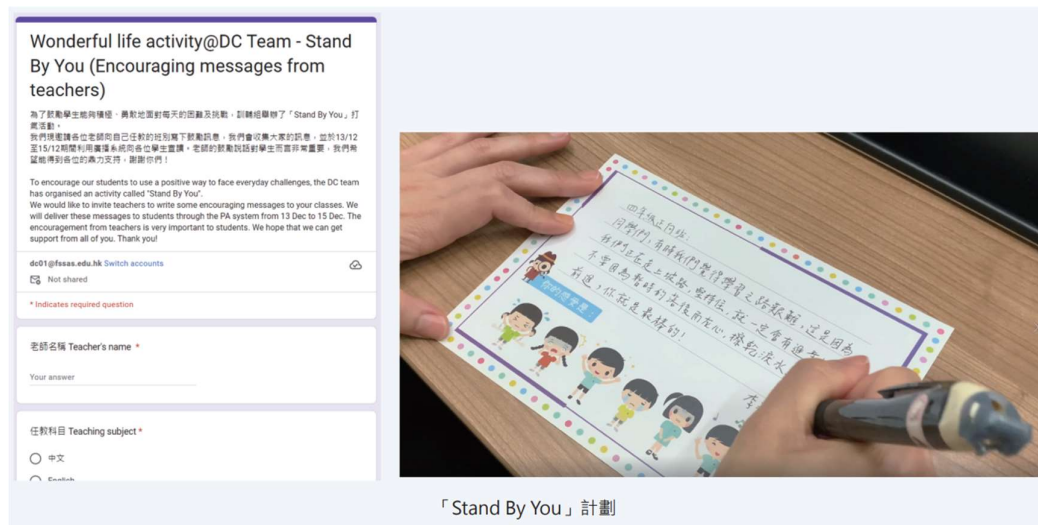 Wonderful life activity@DC Team - Stand
By You (Encouraging messages from
teachers)
為了鼓勵學生能夠積極、勇敢地面對每天的困難及挑戰，訓輔組舉辦了「Stand By You」打
氣活動。
我們現邀請各位老師向自己任教的班別寫下鼓勵訊息，我們會收集大家的訊息，並於13/12
至15/12期間利用廣播系統向各位學生宣讀。老師的鼓勵說話對學生而言非常重要，我們希
望能得到各位的鼎力支持，謝謝你們！
To encourage our students to use a positive way to face everyday challenges, the DC team
has organised an activity called "Stand By You".
We would like to invite teachers to write some encouraging messages to your classes. We
will deliver these messages to students through the PA system from 13 Dec to 15 Dec. The
encouragement from teachers is very important to students. We hope that we can get
support from all of you. Thank you!
dc01@fssas.edu.hk Switch accounts
Not shared
* Indicates required question
老師名稱 Teacher's name *
Your answer
任教科目 Teaching subject *
中文
English
四年級正月班：
同學們，有時我們覺得學習之路艱難，這是因為
我們正在走上坡路，堅持住，就一定會有進步
不要因為暫時的落後而灰心，擦乾淚水
前進，你就是最棒的！
李
你的感受是：
「Stand By You」計劃